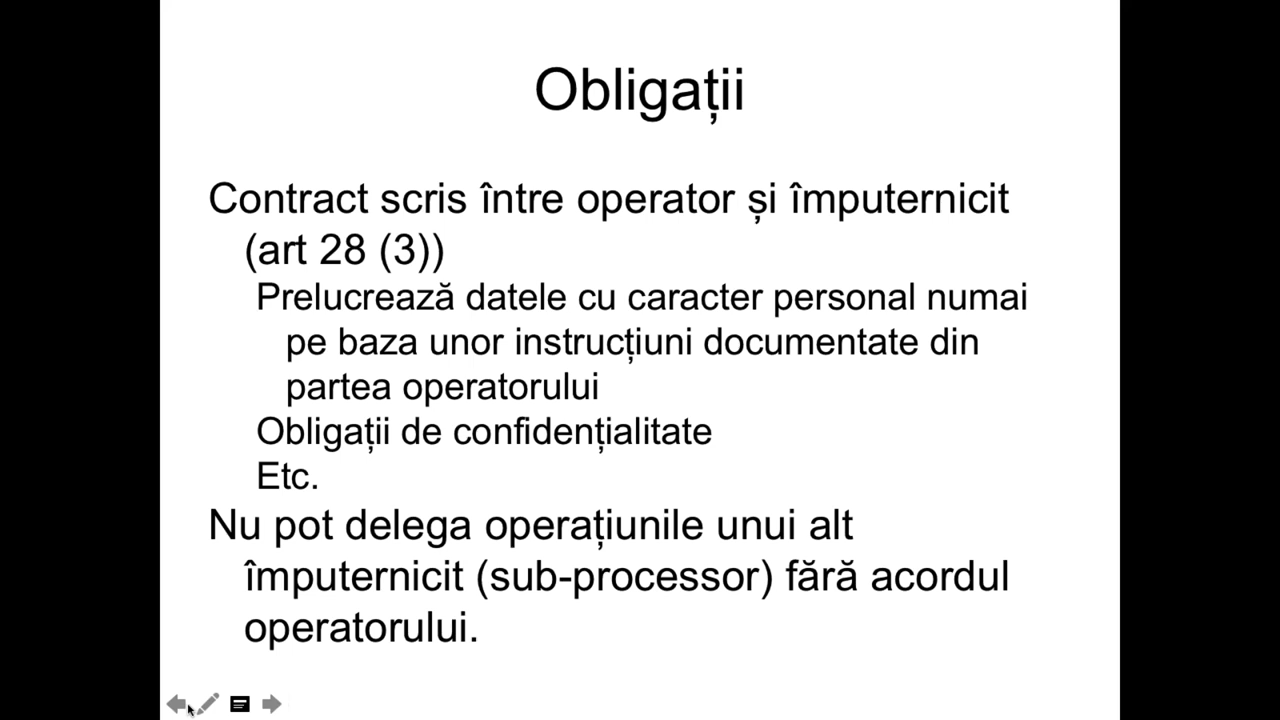 Obligații
Contract scris între operator și împuternicit
(art 28 (3))
Prelucrează datele cu caracter personal numai
pe baza unor instrucțiuni documentate din
partea operatorului
Obligații de confidențialitate
Etc.
Nu pot delega operațiunile unui alt
împuternicit (sub-processor) fără acordul
operatorului.